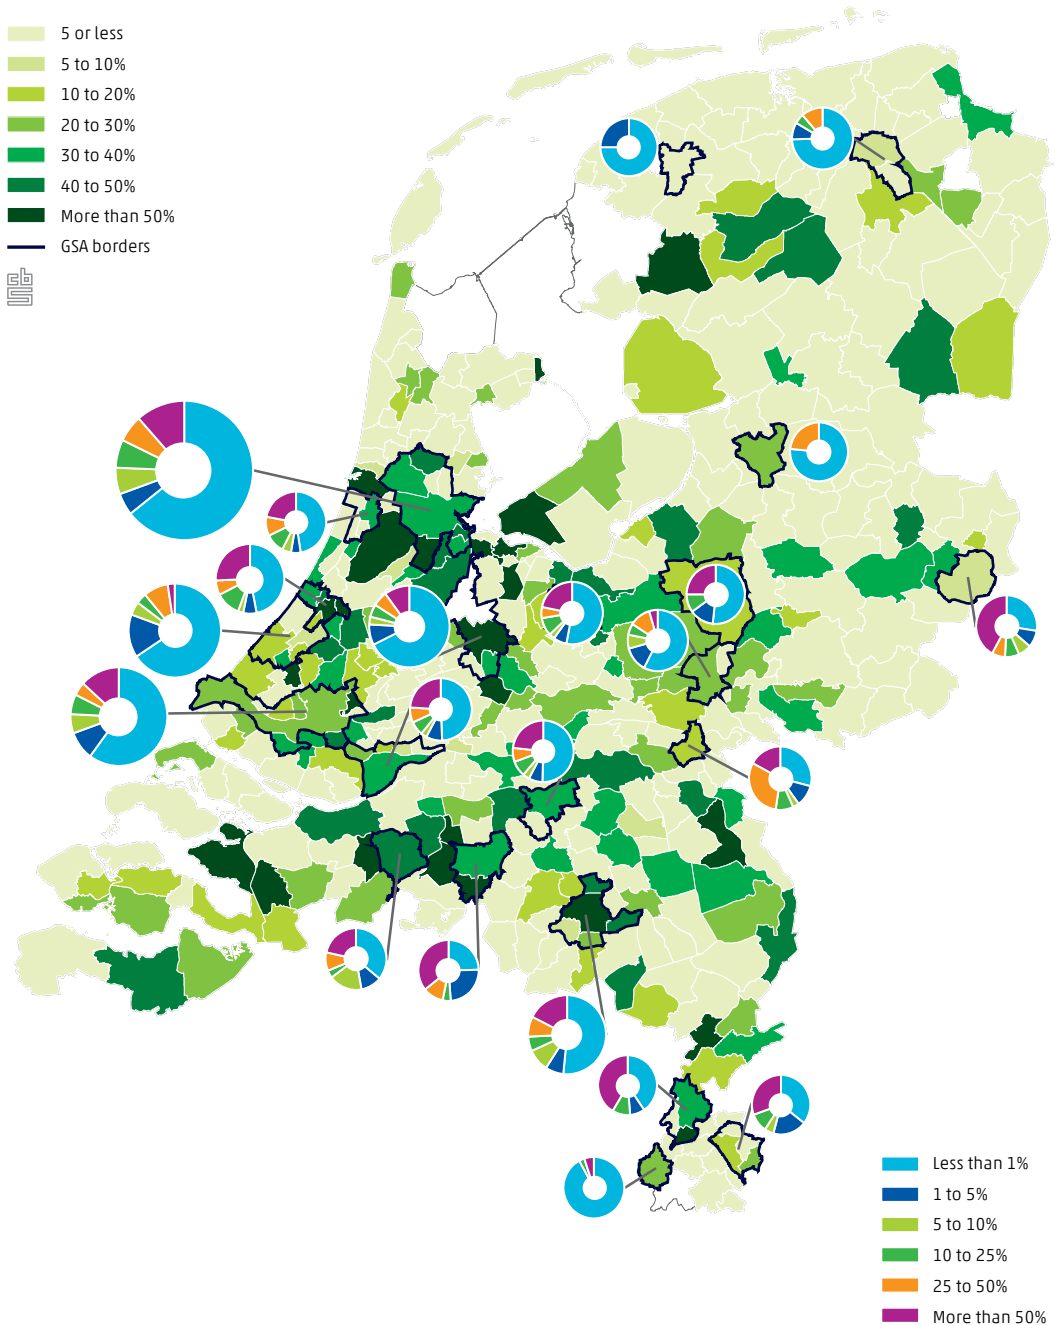 5 or less
5 to 10%
10 to 20%
20 to 30%
30 to 40%
40 to 50%
More than 50%
GSA borders
cbs
Less than 1%
1 to 5%
5 to 10%
10 to 25%
25 to 50%
More than 50%